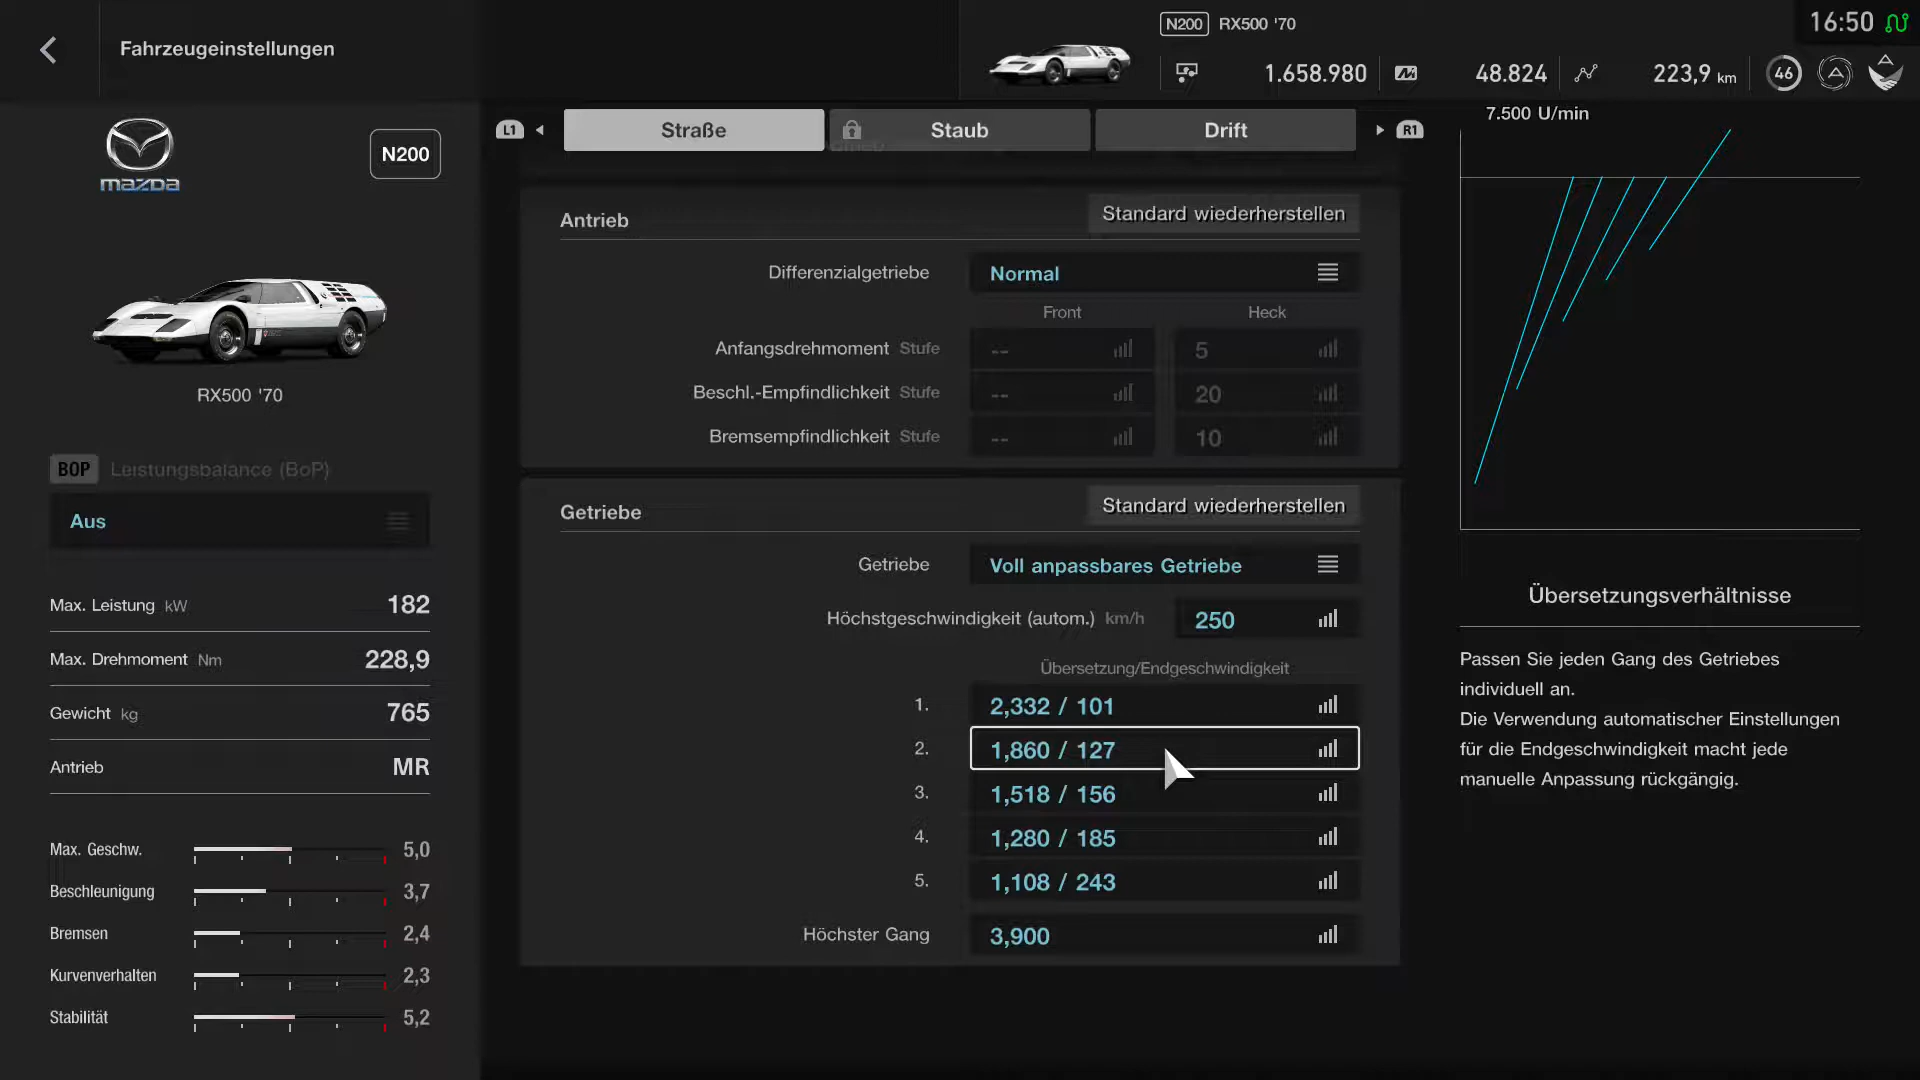 Fahrzeugeinstellungen
N200 RX500 '70
16:50
1.658.980
48.824
223,9 km
46
mazda
N200
RX500 '70
BOP Leistungsbalance (BoP)
Aus
Max. Leistung kW 182
Max. Drehmoment Nm 228,9
Gewicht kg 765
Antrieb MR
Max. Geschw. 5,0
Beschleunigung 3,7
Bremsen 2,4
Kurvenverhalten 2,3
Stabilität 5,2
L1 Straße Staub Drift R1
Antrieb Standard wiederherstellen
Differenzialgetriebe Normal
Front Heck
Anfangsdrehmoment Stufe -- 5
Beschl.-Empfindlichkeit Stufe -- 20
Bremsempfindlichkeit Stufe -- 10
Getriebe Standard wiederherstellen
Getriebe Voll anpassbares Getriebe
Höchstgeschwindigkeit (autom.) km/h 250
Übersetzung/Endgeschwindigkeit
1. 2,332 / 101
2. 1,860 / 127
3. 1,518 / 156
4. 1,280 / 185
5. 1,108 / 243
Höchster Gang 3,900
7.500 U/min
Übersetzungsverhältnisse
Passen Sie jeden Gang des Getriebes
individuell an.
Die Verwendung automatischer Einstellungen
für die Endgeschwindigkeit macht jede
manuelle Anpassung rückgängig.